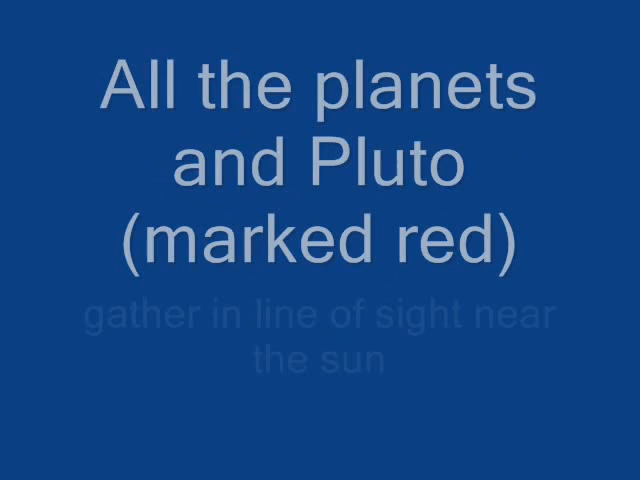 All the planets
and Pluto
(marked red)
gather in line of sight near
the sun